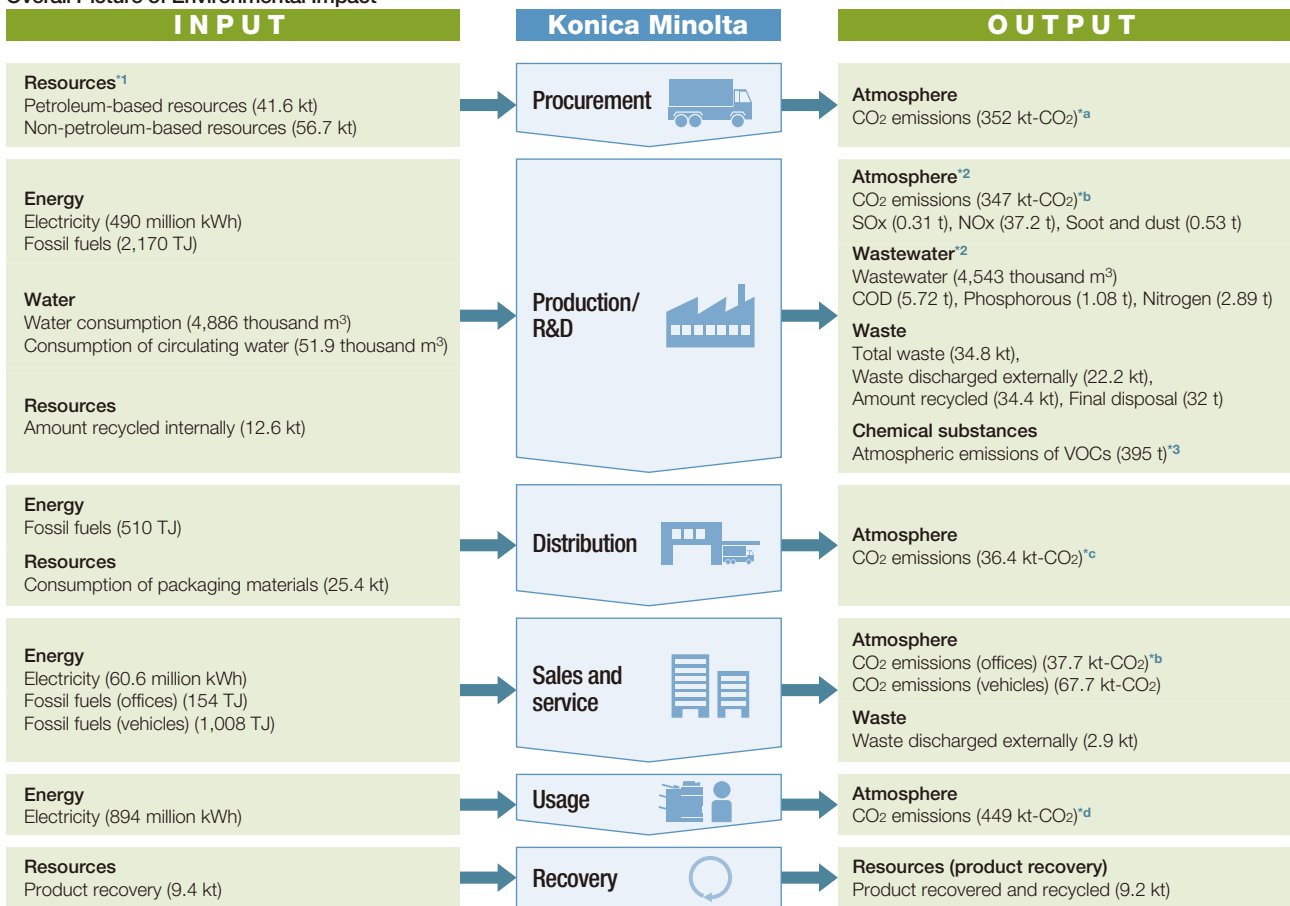 Overall Picture of Environmental Impact
INPUT
Konica Minolta
OUTPUT
Resources*1
Petroleum-based resources (41.6 kt)
Non-petroleum-based resources (56.7 kt)
Procurement
Atmosphere
CO2 emissions (352 kt-CO2)*a
Energy
Electricity (490 million kWh)
Fossil fuels (2,170 TJ)
Water
Water consumption (4,886 thousand m3)
Consumption of circulating water (51.9 thousand m3)
Resources
Amount recycled internally (12.6 kt)
Production/
R&D
Atmosphere*2
CO2 emissions (347 kt-CO2)*b
SOx (0.31 t), NOx (37.2 t), Soot and dust (0.53 t)
Wastewater*2
Wastewater (4,543 thousand m3)
COD (5.72 t), Phosphorous (1.08 t), Nitrogen (2.89 t)
Waste
Total waste (34.8 kt),
Waste discharged externally (22.2 kt),
Amount recycled (34.4 kt), Final disposal (32 t)
Chemical substances
Atmospheric emissions of VOCs (395 t)*3
Energy
Fossil fuels (510 TJ)
Resources
Consumption of packaging materials (25.4 kt)
Distribution
Atmosphere
CO2 emissions (36.4 kt-CO2)*c
Energy
Electricity (60.6 million kWh)
Fossil fuels (offices) (154 TJ)
Fossil fuels (vehicles) (1,008 TJ)
Sales and
service
Atmosphere
CO2 emissions (offices) (37.7 kt-CO2)*b
CO2 emissions (vehicles) (67.7 kt-CO2)
Waste
Waste discharged externally (2.9 kt)
Energy
Electricity (894 million kWh)
Usage
Atmosphere
CO2 emissions (449 kt-CO2)*d
Resources
Product recovery (9.4 kt)
Recovery
Resources (product recovery)
Product recovered and recycled (9.2 kt)